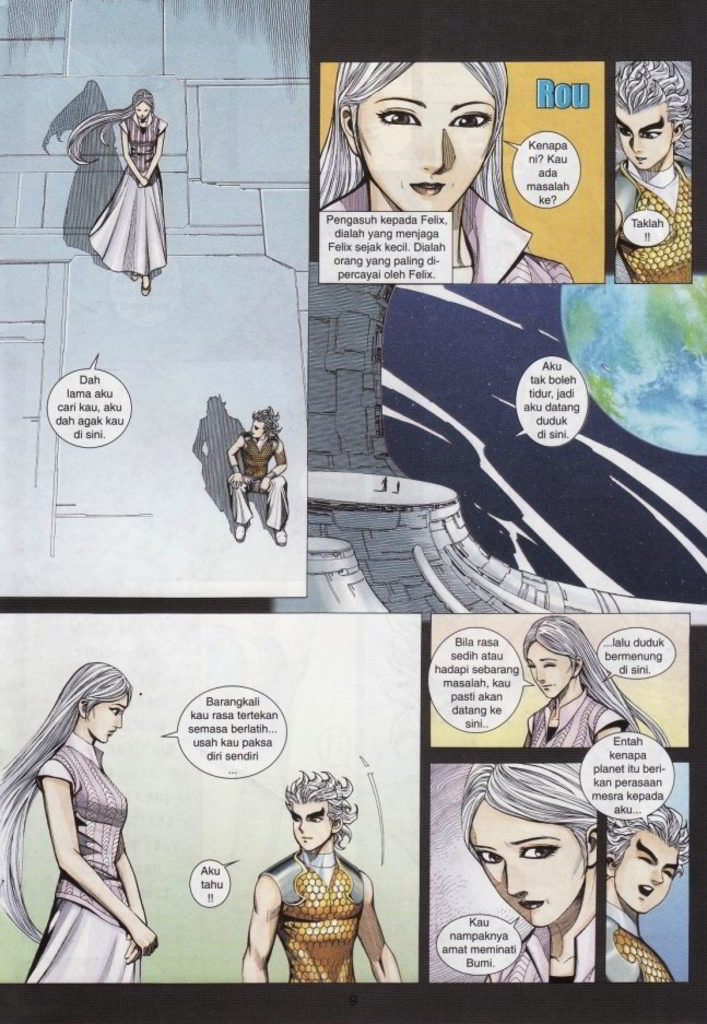 Dah
lama aku
cari kau, aku
dah agak kau
di sini.
Rou
Kenapa
ni? Kau
ada
masalah
ke?
Pengasuh kepada Felix,
dialah yang menjaga
Felix sejak kecil. Dialah
orang yang paling di-
percayai oleh Felix.
Taklah
!!
Aku
tak boleh
tidur, jadi
aku datang
duduk
di sini.
Barangkali
kau rasa tertekan
semasa berlatih...
usah kau paksa
diri sendiri
...
Aku
tahu
!!
Bila rasa
sedih atau
hadapi sebarang
masalah, kau
pasti akan
datang ke
sini..
...lalu duduk
bermenung
di sini.
Entah
kenapa
planet itu beri-
kan perasaan
mesra kepada
aku...
Kau
nampaknya
amat meminati
Bumi.
9